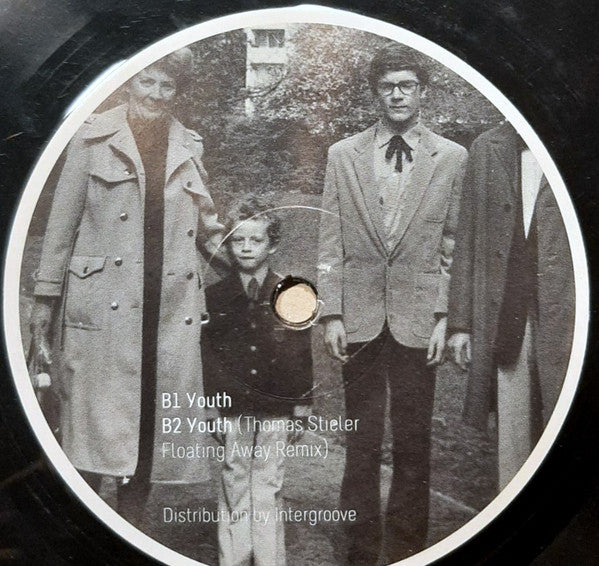 B1 Youth
B2 Youth (Thomas Stieler
Floating Away Remix)
Distribution by Intergroove